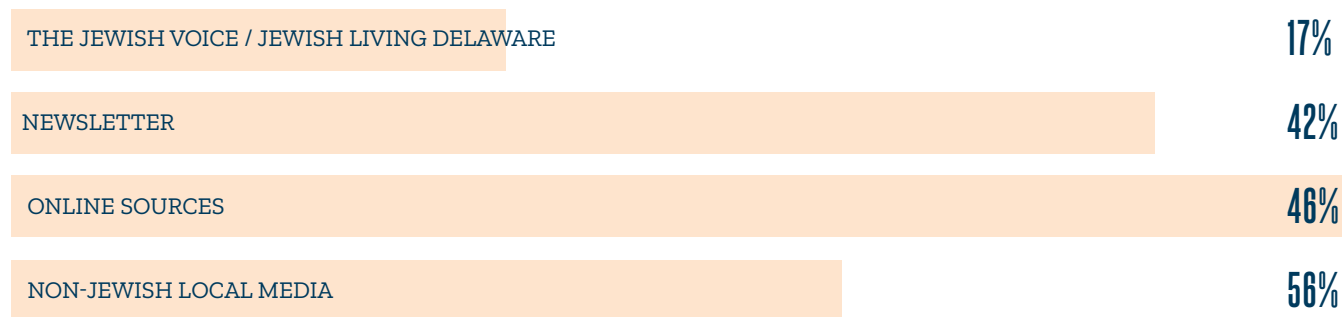 THE JEWISH VOICE / JEWISH LIVING DELAWARE 17%
NEWSLETTER 42%
ONLINE SOURCES 46%
NON-JEWISH LOCAL MEDIA 56%